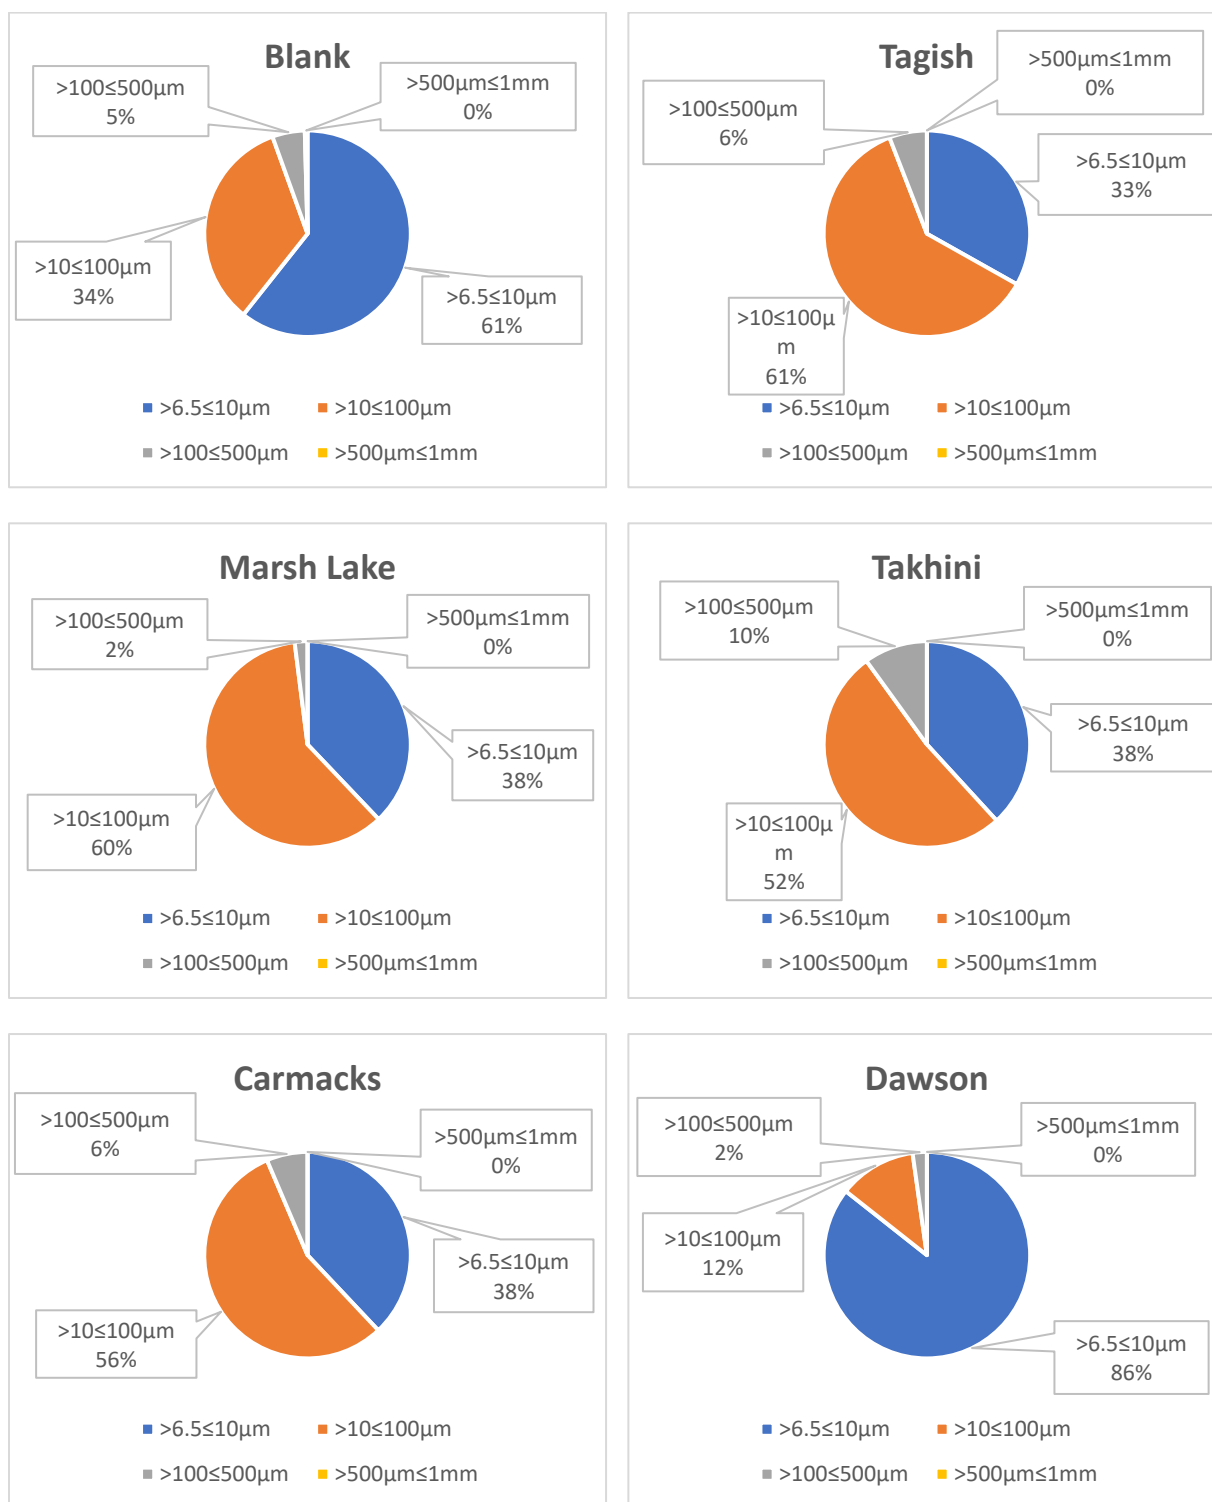 Blank
>100≤500µm
5%
>500µm≤1mm
0%
>10≤100µm
34%
>6.5≤10µm
61%
>6.5≤10µm >10≤100µm
>100≤500µm >500µm≤1mm
Tagish
>100≤500µm
6%
>500µm≤1mm
0%
>6.5≤10µm
33%
>10≤100µ
m
61%
>6.5≤10µm >10≤100µm
>100≤500µm >500µm≤1mm
Marsh Lake
>100≤500µm
2%
>500µm≤1mm
0%
>6.5≤10µm
38%
>10≤100µm
60%
>6.5≤10µm >10≤100µm
>100≤500µm >500µm≤1mm
Takhini
>100≤500µm
10%
>500µm≤1mm
0%
>6.5≤10µm
38%
>10≤100µ
m
52%
>6.5≤10µm >10≤100µm
>100≤500µm >500µm≤1mm
Carmacks
>100≤500µm
6%
>500µm≤1mm
0%
>6.5≤10µm
38%
>10≤100µm
56%
>6.5≤10µm >10≤100µm
>100≤500µm >500µm≤1mm
Dawson
>100≤500µm
2%
>500µm≤1mm
0%
>10≤100µm
12%
>6.5≤10µm
86%
>6.5≤10µm >10≤100µm
>100≤500µm >500µm≤1mm